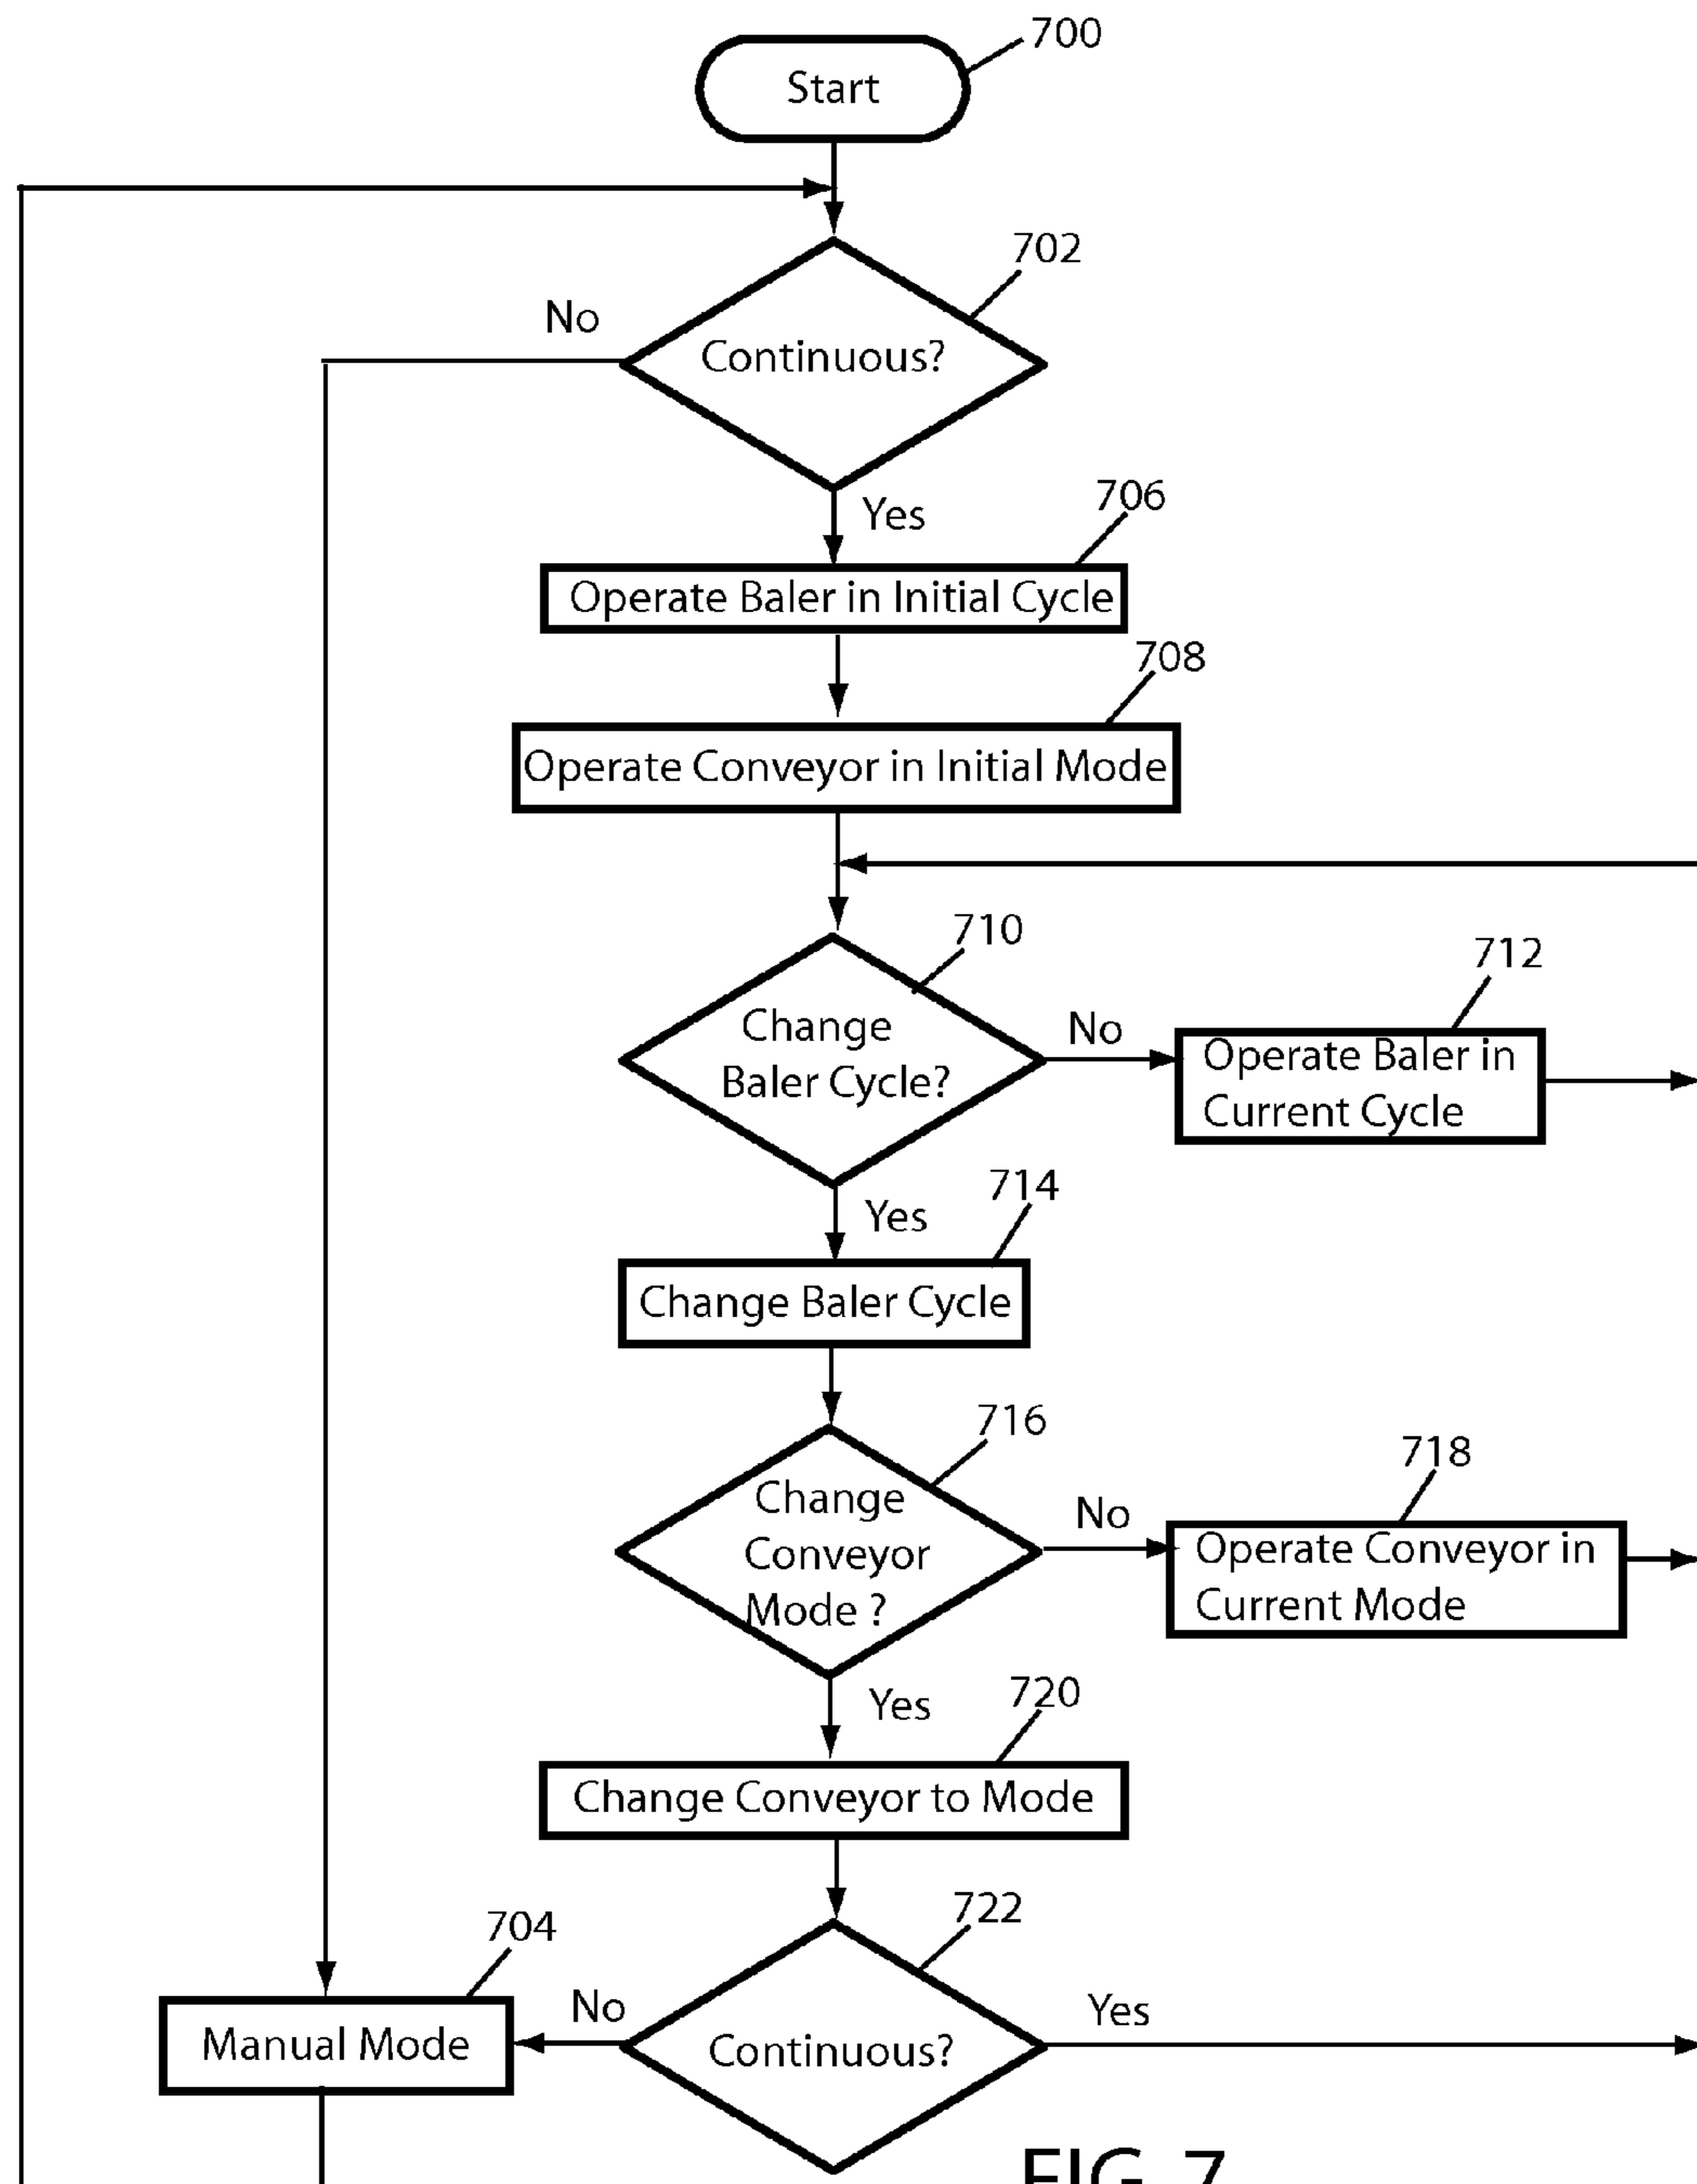 700
Start
702
No
Continuous?
Yes
706
Operate Baler in Initial Cycle
708
Operate Conveyor in Initial Mode
710
712
Change
Baler Cycle?
No
Operate Baler in
Current Cycle
714
Yes
Change Baler Cycle
716
718
Change
Conveyor
Mode ?
No
Operate Conveyor in
Current Mode
720
Yes
Change Conveyor to Mode
722
704
No
Yes
Manual Mode
Continuous?
FIG. 7